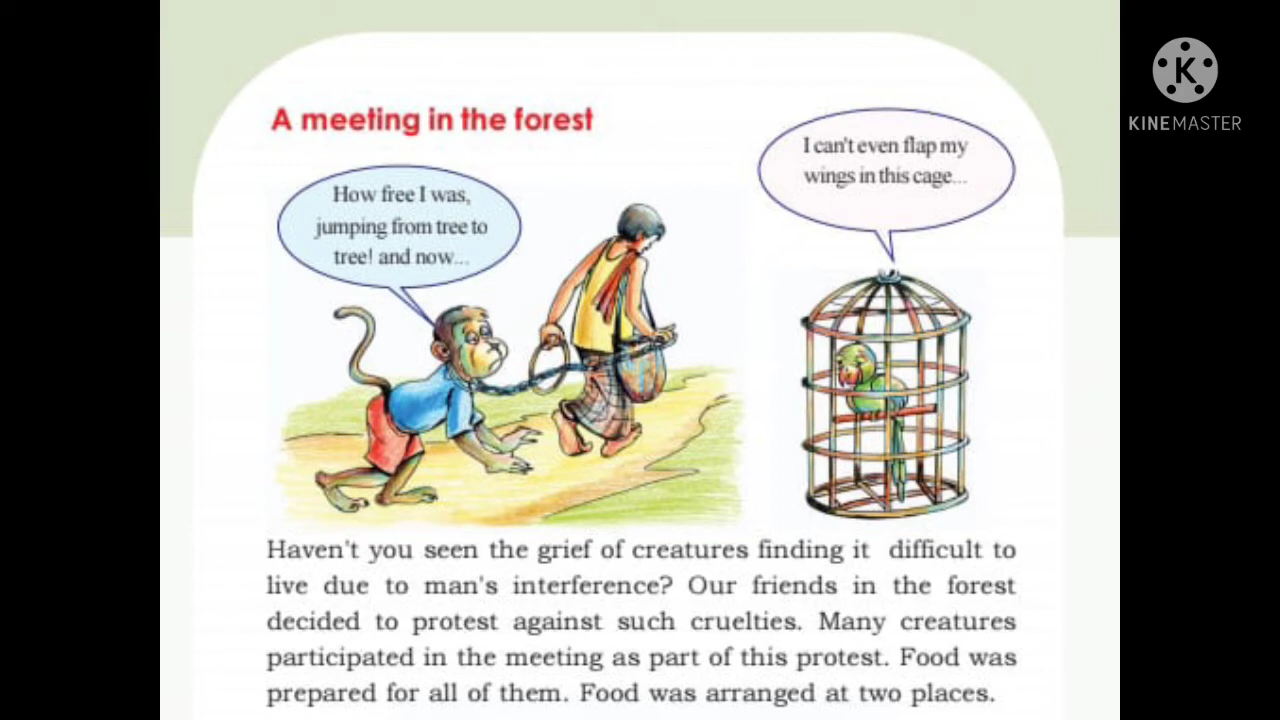 A meeting in the forest
How free I was,
jumping from tree to
tree! and now...
I can't even flap my
wings in this cage...
K
KINEMASTER
Haven't you seen the grief of creatures finding it difficult to
live due to man's interference? Our friends in the forest
decided to protest against such cruelties. Many creatures
participated in the meeting as part of this protest. Food was
prepared for all of them. Food was arranged at two places.